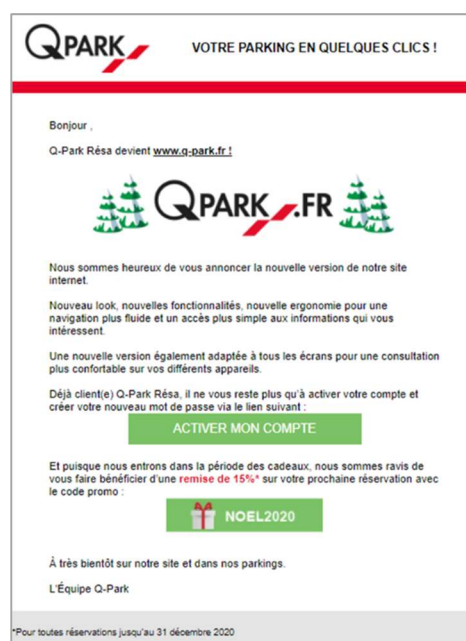 QPARK
VOTRE PARKING EN QUELQUES CLICS !
Bonjour ,
Q-Park Résa devient www.q-park.fr !
QPARK.FR
Nous sommes heureux de vous annoncer la nouvelle version de notre site
internet.
Nouveau look, nouvelles fonctionnalités, nouvelle ergonomie pour une
navigation plus fluide et un accès plus simple aux informations qui vous
intéressent.
Une nouvelle version également adaptée à tous les écrans pour une consultation
plus confortable sur vos différents appareils.
Déjà client(e) Q-Park Résa, il ne vous reste plus qu'à activer votre compte et
créer votre nouveau mot de passe via le lien suivant :
ACTIVER MON COMPTE
Et puisque nous entrons dans la période des cadeaux, nous sommes ravis de
vous faire bénéficier d'une remise de 15%* sur votre prochaine réservation avec
le code promo :
NOEL2020
À très bientôt sur notre site et dans nos parkings.
L'Équipe Q-Park
*Pour toutes réservations jusqu'au 31 décembre 2020